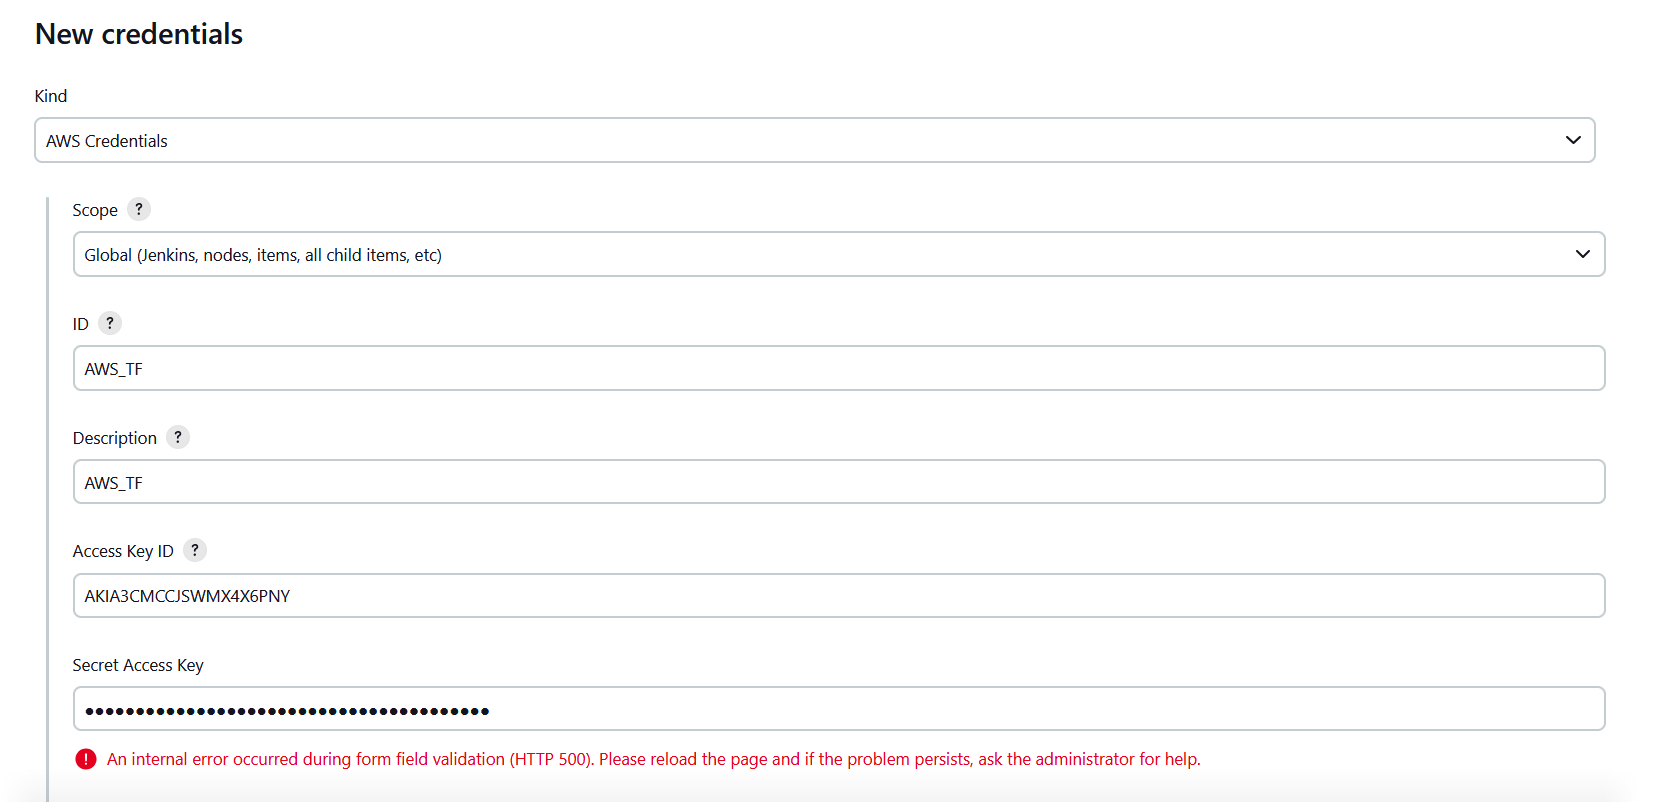 New credentials
Kind
AWS Credentials
Scope ?
Global (Jenkins, nodes, items, all child items, etc)
ID ?
AWS_TF
Description ?
AWS_TF
Access Key ID ?
AKIA3CMCCJSWMX4X6PNY
Secret Access Key
••••••••••••••••••••••••••••••••••••••••
An internal error occurred during form field validation (HTTP 500). Please reload the page and if the problem persists, ask the administrator for help.